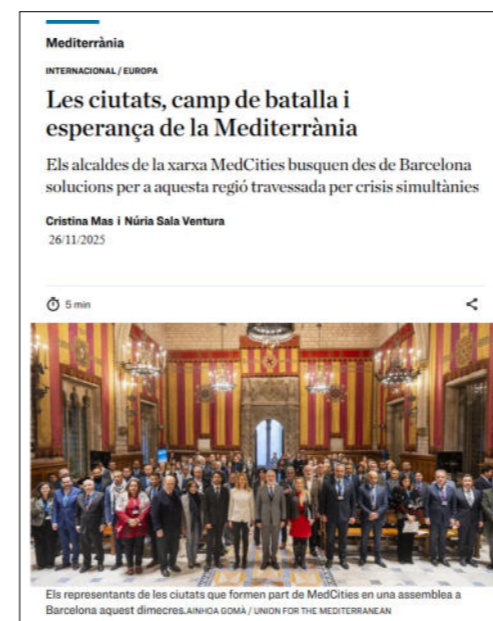 Mediterrània
INTERNACIONAL / EUROPA
Les ciutats, camp de batalla i
esperança de la Mediterrània
Els alcaldes de la xarxa MedCities busquen des de Barcelona
solucions per a aquesta regió travessada per crisis simultànies
Cristina Mas i Núria Sala Ventura
26/11/2025
5 min
Els representants de les ciutats que formen part de MedCities en una assemblea a
Barcelona aquest dimecres. AINHOA GOMÀ / UNION FOR THE MEDITERRANEAN